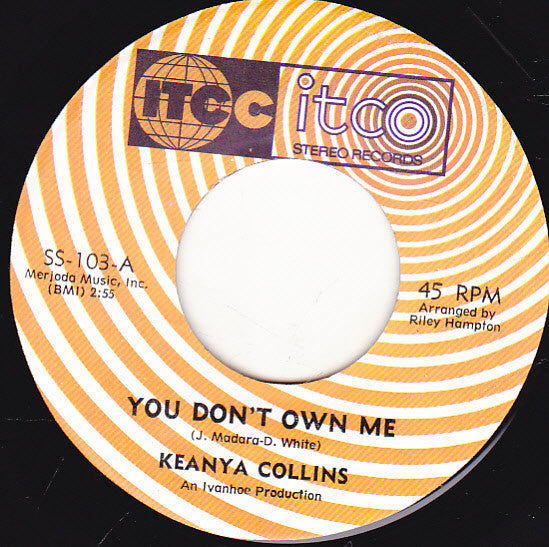 ITCC
itco
STEREO RECORDS
SS-103-A
Merjoda Music, Inc.
(BMI) 2:55
45 RPM
Arranged by
Riley Hampton
YOU DON'T OWN ME
(J. Madara-D. White)
KEANYA COLLINS
An Ivanhoe Production